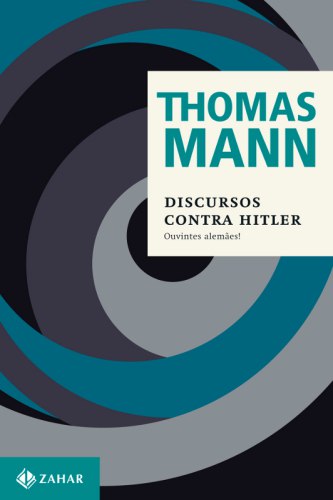 THOMAS
MANN
DISCURSOS
CONTRA HITLER
Ouvintes alemães!
ZAHAR